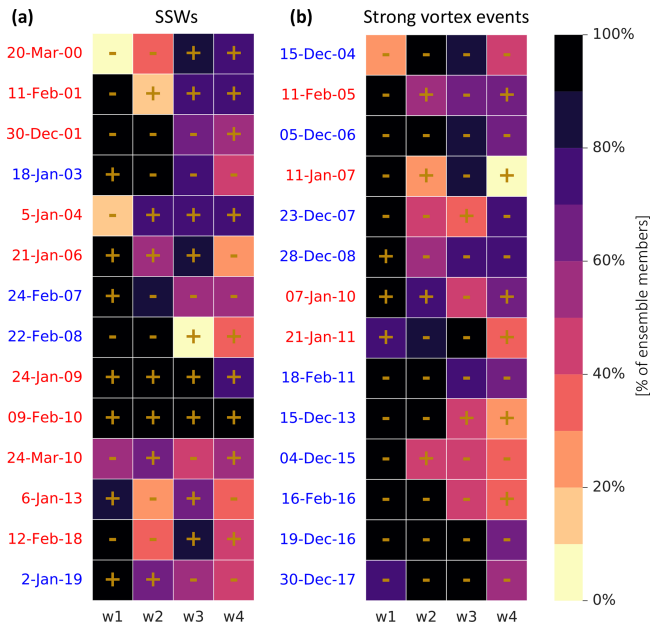 (a) SSWs (b) Strong vortex events
20-Mar-00 - - + + 15-Dec-04 - - - - 100%
11-Feb-01 - + + + 11-Feb-05 - + - +
30-Dec-01 - - - + 05-Dec-06 - - - -
18-Jan-03 + - - - 11-Jan-07 - + - + 80%
5-Jan-04 - + + + 23-Dec-07 - - + -
21-Jan-06 + + + - 28-Dec-08 + - - -
24-Feb-07 + - - - 07-Jan-10 + + - + 60%
22-Feb-08 - - + + 21-Jan-11 + - - +
24-Jan-09 + + + + 18-Feb-11 - - - - 40%
09-Feb-10 + + + + 15-Dec-13 - - + +
24-Mar-10 - + - + 04-Dec-15 - + - -
6-Jan-13 + - + - 16-Feb-16 - - - + 20%
12-Feb-18 - - + + 19-Dec-16 - - - -
2-Jan-19 + + - - 30-Dec-17 - - - - 0%
w1 w2 w3 w4 w1 w2 w3 w4
[% of ensemble members]